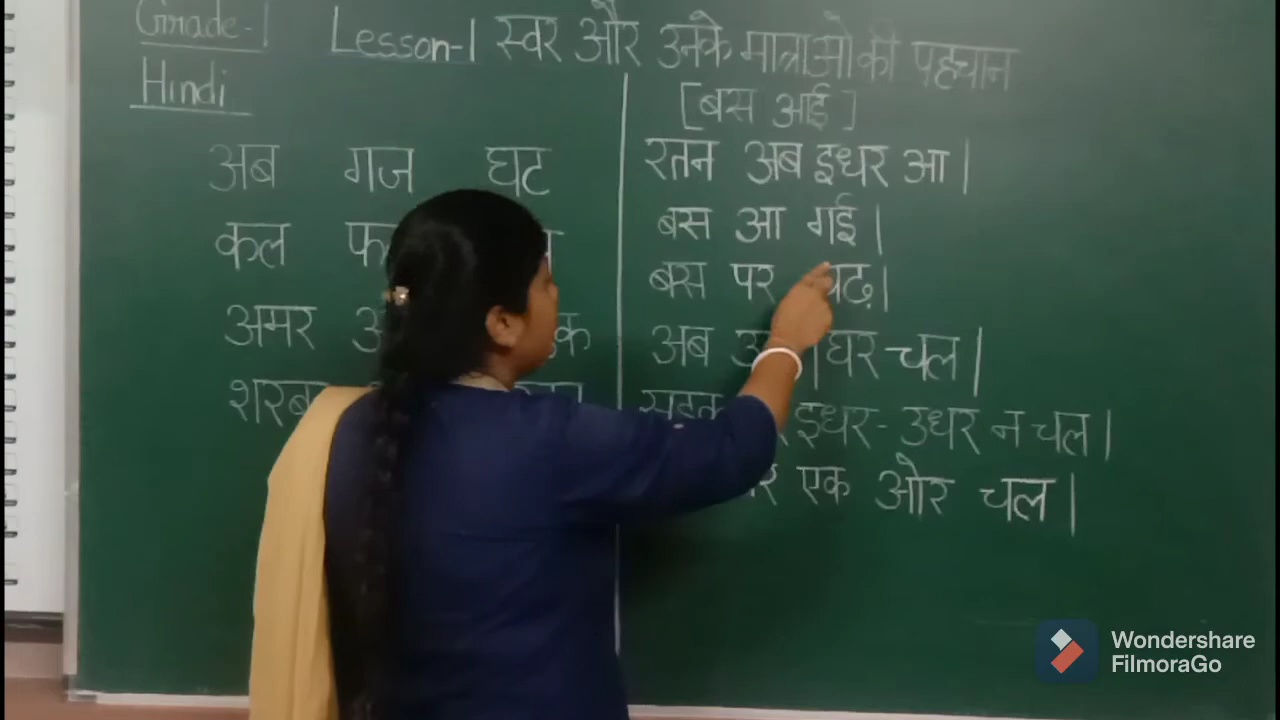 Grade-1 Lesson-1 स्वर और उनके मात्राओ की पहचान
Hindi
[बस आई]
अब गज घट
कल
अमर
रतन अब इधर आ।
बस आ गई।
बस पर
अब घर चल।
इधर-उधर न चल।
एक ओर चल।
Wondershare
FilmoraGo